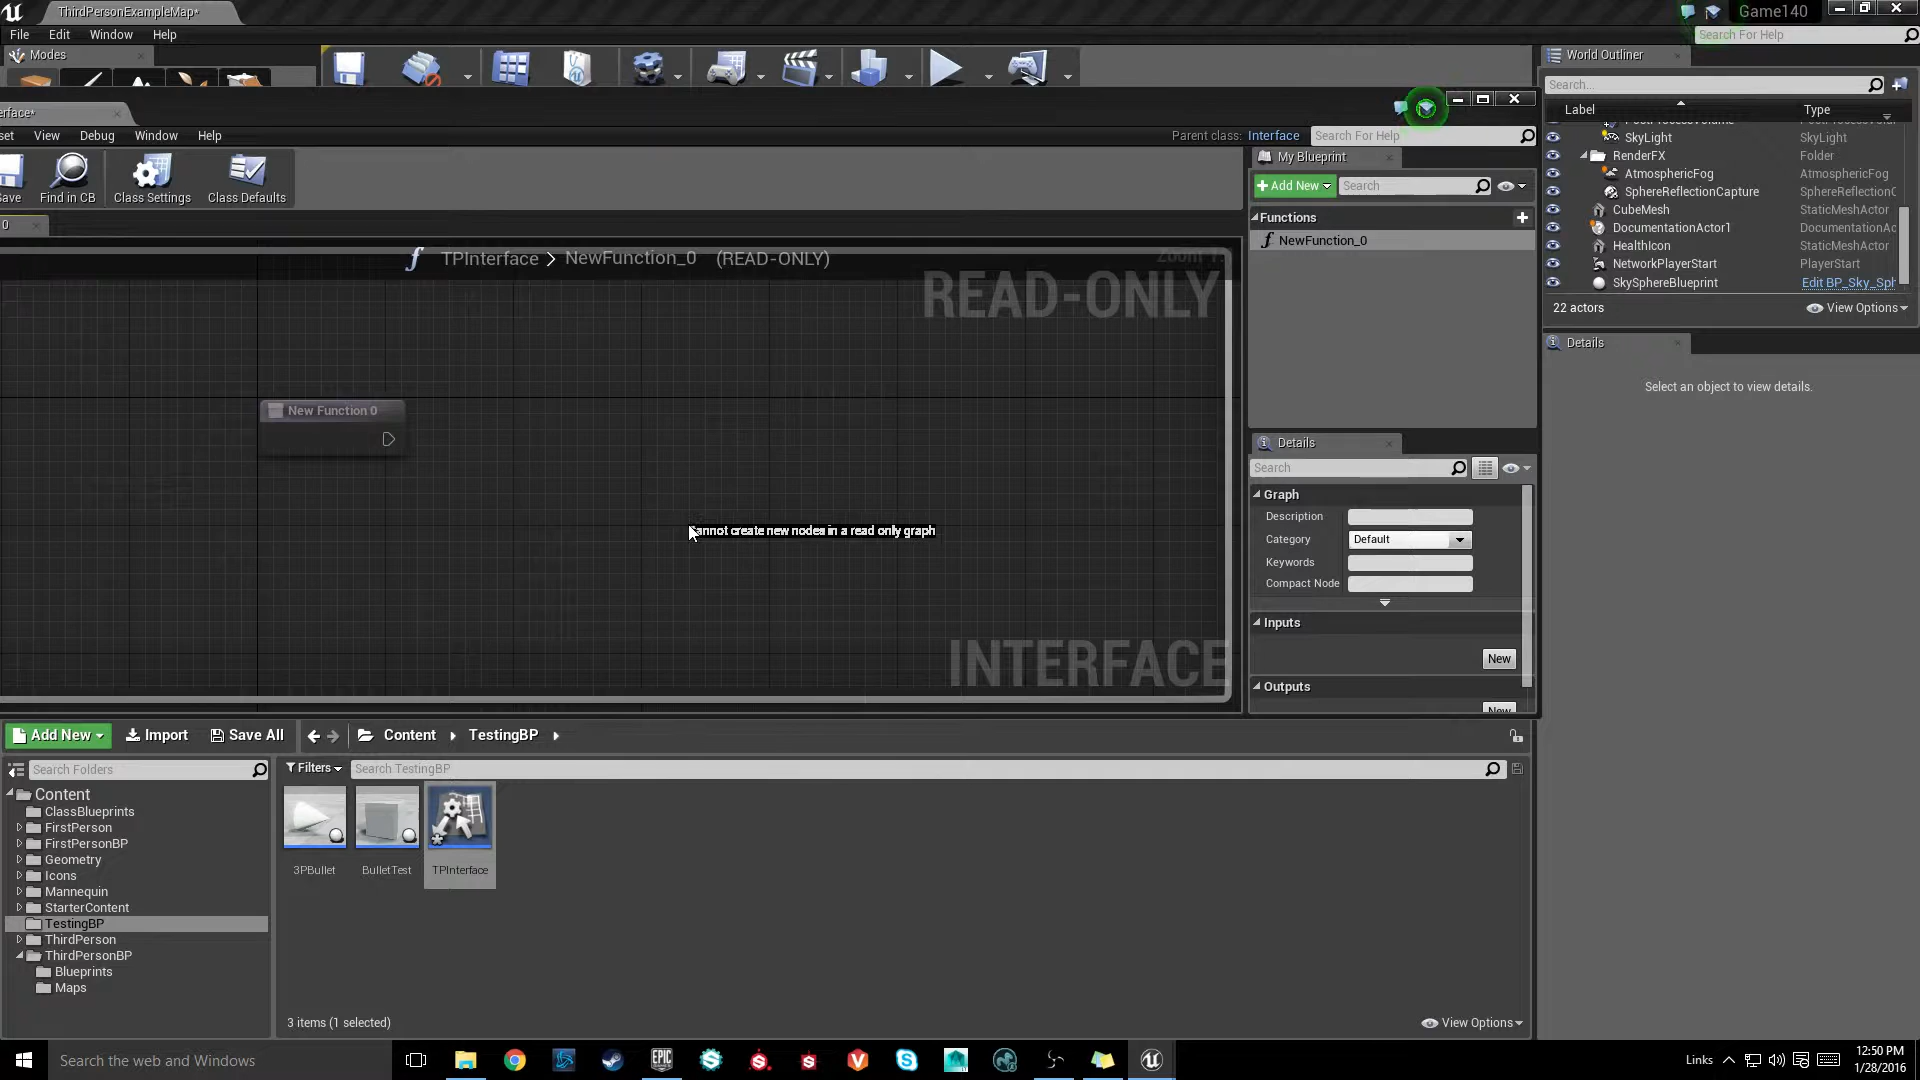 ThirdPersonExampleMap*
Game140
File Edit Window Help
Search For Help
Modes
World Outliner
Search...
Label Type
SkyLight SkyLight
RenderFX Folder
AtmosphericFog AtmosphericFog
SphereReflectionCapture SphereReflectionC
CubeMesh StaticMeshActor
DocumentationActor1 DocumentationAc
HealthIcon StaticMeshActor
NetworkPlayerStart PlayerStart
SkySphereBlueprint Edit BP_Sky_Sph
22 actors View Options
Details
Select an object to view details.
erface*
set View Debug Window Help
Parent class: Interface Search For Help
Save Find in CB Class Settings Class Defaults
0
TPInterface > NewFunction_0 (READ-ONLY)
READ-ONLY
New Function 0
Cannot create new nodes in a read only graph
INTERFACE
My Blueprint
Add New Search
Functions
NewFunction_0
Details
Search
Graph
Description
Category Default
Keywords
Compact Node
Inputs
New
Outputs
New
Add New Import Save All Content TestingBP
Search Folders
Filters Search TestingBP
Content
ClassBlueprints
FirstPerson
FirstPersonBP
Geometry
Icons
Mannequin
StarterContent
TestingBP
ThirdPerson
ThirdPersonBP
Blueprints
Maps
3PBullet BulletTest TPInterface
3 items (1 selected) View Options
Search the web and Windows
EPIC
Links
12:50 PM
1/28/2016